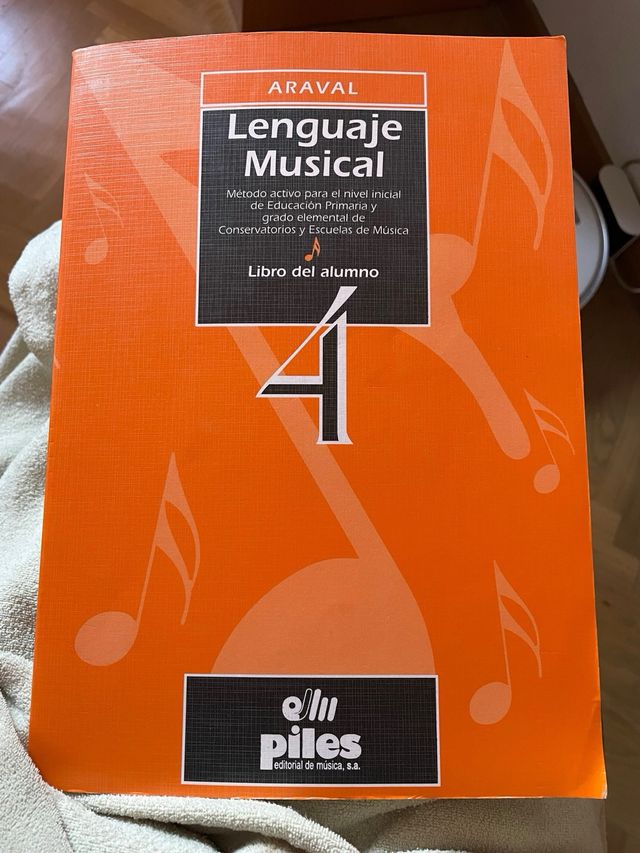 ARAVAL
Lenguaje
Musical
Método activo para el nivel inicial
de Educación Primaria y
grado elemental de
Conservatorios y Escuelas de Música
Libro del alumno
4
piles
editorial de música, s.a.